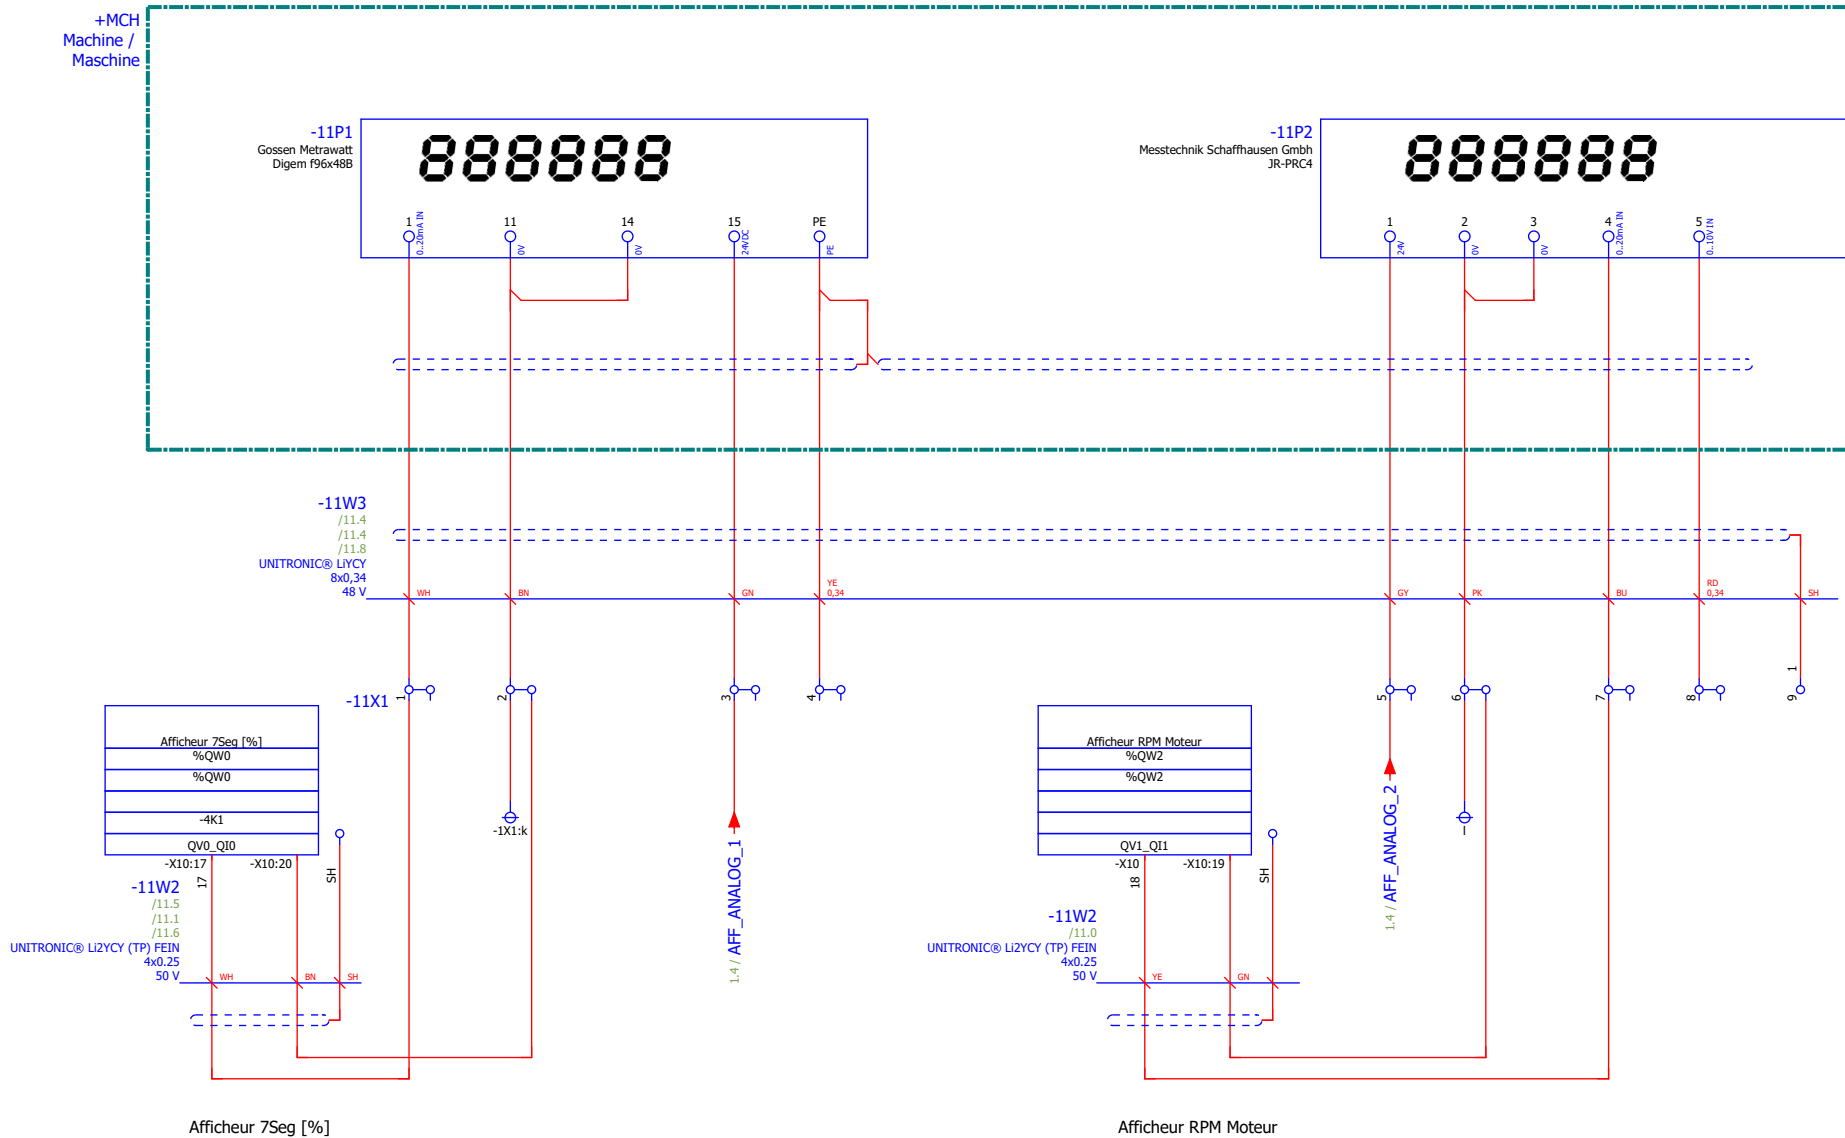 +MCH
Machine /
Maschine
-11P1
Gossen Metrawatt
Digem f96x48B
888888
1
0..20mA IN
11
0V
14
0V
15
24VDC
PE
PE
-11P2
Messtechnik Schaffhausen Gmbh
JR-PRC4
888888
1
24V
2
0V
3
0V
4
0..20mA IN
5
0..10V IN
-11W3
/11.4
/11.4
/11.8
UNITRONIC® LiYCY
8x0,34
48 V
WH
BN
GN
YE
0,34
GY
PK
BU
RD
0,34
SH
-11X1
1
2
3
4
5
6
7
8
9
1
Afficheur 7Seg [%]
%QW0
%QW0
-4K1
QV0_QI0
-X10:17
17
-X10:20
SH
-11W2
/11.5
/11.1
/11.6
UNITRONIC® Li2YCY (TP) FEIN
4x0.25
50 V
WH
BN
SH
-1X1:k
1.4 / AFF_ANALOG_1
Afficheur RPM Moteur
%QW2
%QW2
QV1_QI1
-X10
18
-X10:19
SH
-11W2
/11.0
UNITRONIC® Li2YCY (TP) FEIN
4x0.25
50 V
YE
GN
1.4 / AFF_ANALOG_2
Afficheur 7Seg [%]
Afficheur RPM Moteur